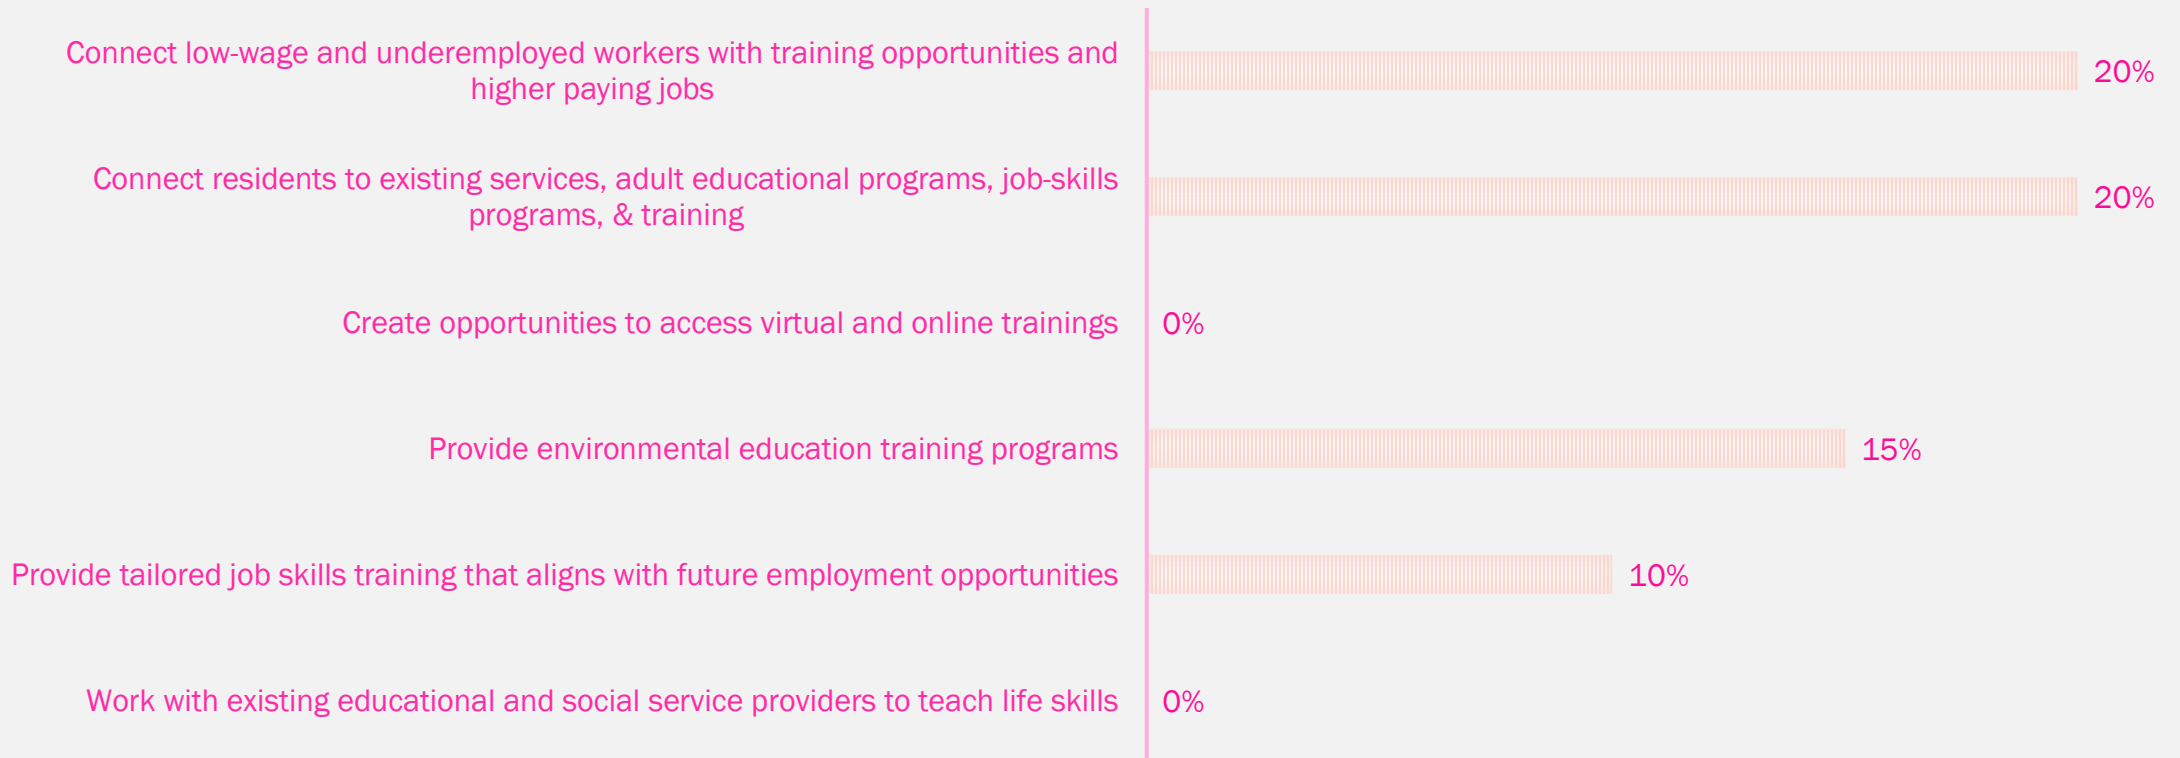 Connect low-wage and underemployed workers with training opportunities and
higher paying jobs
20%
Connect residents to existing services, adult educational programs, job-skills
programs, & training
20%
Create opportunities to access virtual and online trainings
0%
Provide environmental education training programs
15%
Provide tailored job skills training that aligns with future employment opportunities
10%
Work with existing educational and social service providers to teach life skills
0%